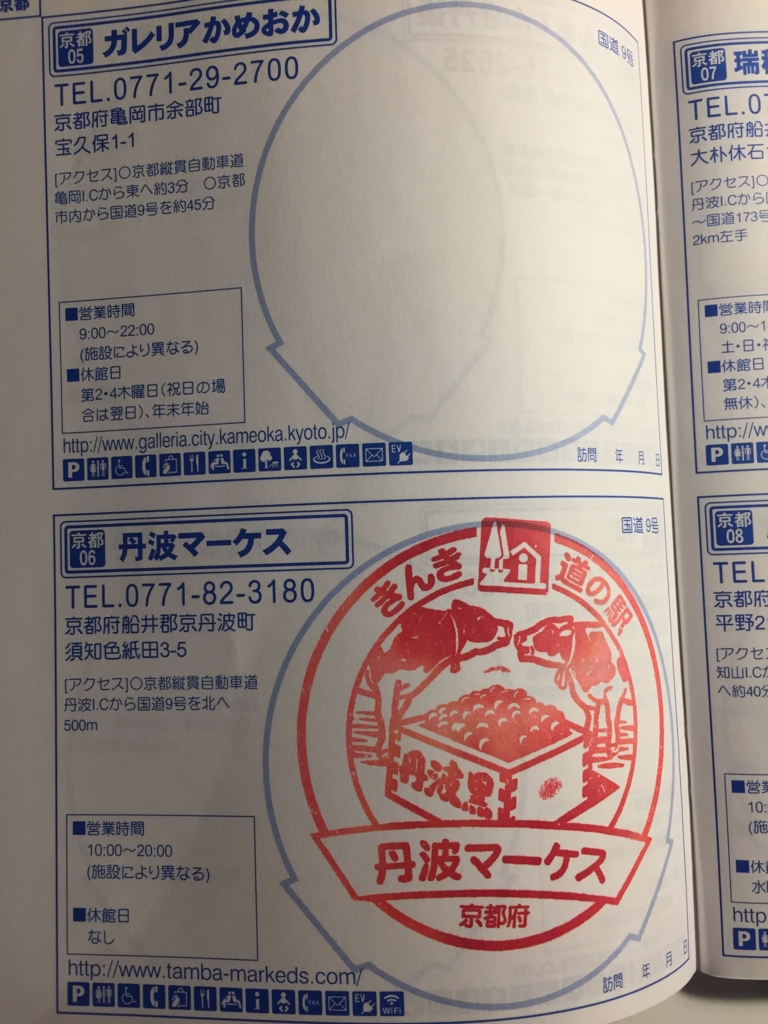 京都
京都
05
ガレリアかめおか
国道 9号
TEL.0771-29-2700
京都府亀岡市余部町
宝久保1-1
[アクセス]○京都縦貫自動車道
亀岡I.Cから東へ約3分 ○京都
市内から国道9号を約45分
■営業時間
9:00〜22:00
(施設により異なる)
■休館日
第2・4木曜日(祝日の場
合は翌日)、年末年始
http://www.galleria.city.kameoka.kyoto.jp/
P
FAX
EV
訪問 年 月 日
京都
06
丹波マーケス
国道 9号
TEL.0771-82-3180
京都府船井郡京丹波町
須知色紙田3-5
[アクセス]○京都縦貫自動車道
丹波I.Cから国道9号を北へ
500m
■営業時間
10:00〜20:00
(施設により異なる)
■休館日
なし
http://www.tamba-markeds.com/
P
FAX
EV
WiFi
訪問 年 月 日
きんき
道の駅
丹波黒
丹波マーケス
京都府
京都
07
瑞
TEL.0
京都府船
大朴休石
[アクセス]
丹波I.Cから
〜国道173号
2km左手
■営業時間
9:00〜1
土・日・祝
■休館日
第2・4
無休)、
http://w
P
京都
08
TEL
京都府
平野2
[アクセ
知山I.Cか
へ約40分
■営
10:
(施
■休
水
http
P